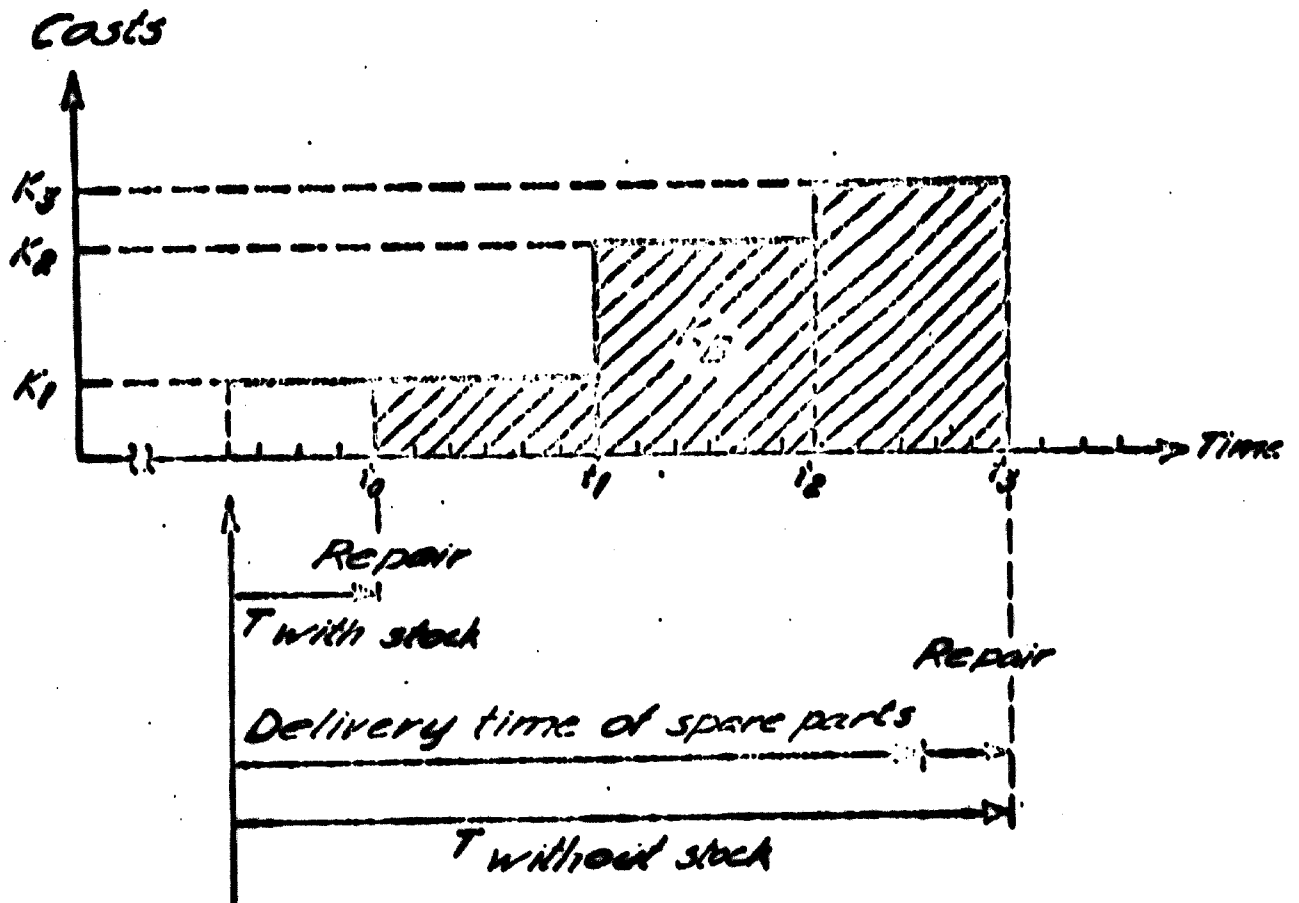 Costs
K3
K2
K1
Time
t0
t1
t2
t3
Repair
T with stock
Repair
Delivery time of spare parts
T without stock